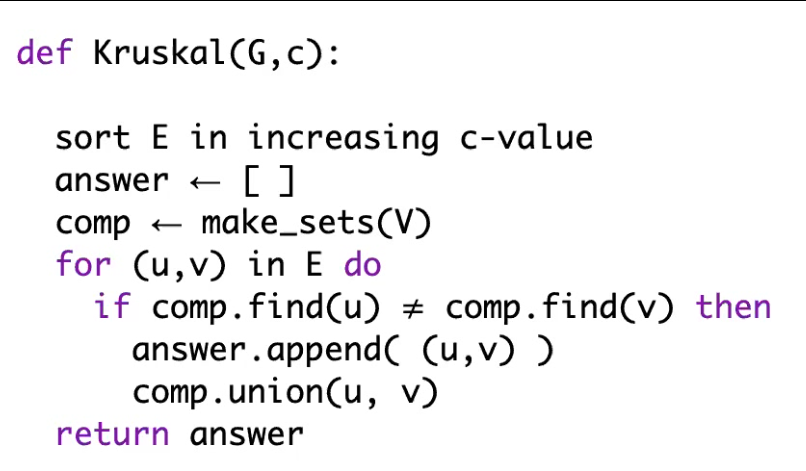 def Kruskal(G,c):
sort E in increasing c-value
answer ← [ ]
comp ← make_sets(V)
for (u,v) in E do
if comp.find(u) ≠ comp.find(v) then
answer.append( (u,v) )
comp.union(u, v)
return answer